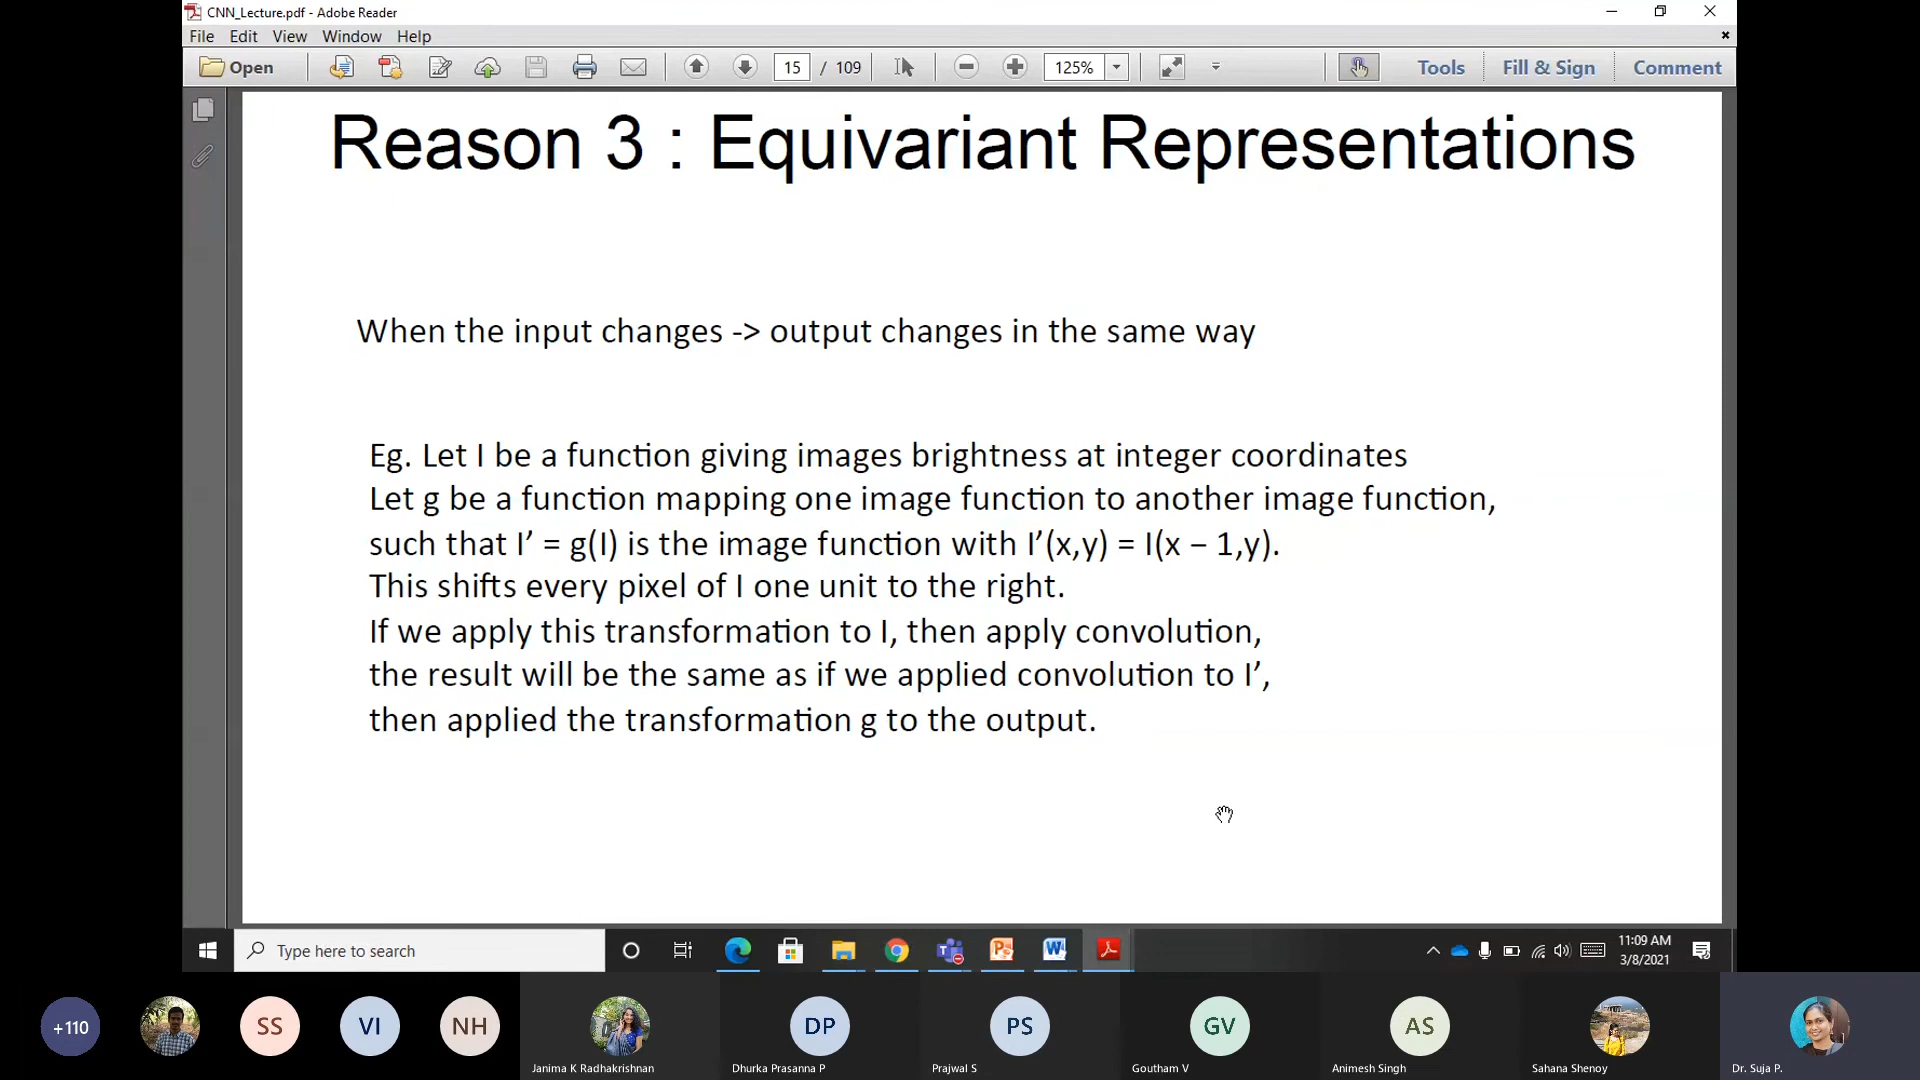 CNN_Lecture.pdf - Adobe Reader
File Edit View Window Help
Open 15 / 109 125% Tools Fill & Sign Comment
Reason 3 : Equivariant Representations
When the input changes -> output changes in the same way
Eg. Let I be a function giving images brightness at integer coordinates
Let g be a function mapping one image function to another image function,
such that I’ = g(I) is the image function with I’(x,y) = I(x − 1,y).
This shifts every pixel of I one unit to the right.
If we apply this transformation to I, then apply convolution,
the result will be the same as if we applied convolution to I’,
then applied the transformation g to the output.
Type here to search
11:09 AM
3/8/2021
+110 SS VI NH DP PS GV AS
Janima K Radhakrishnan Dhurka Prasanna P Prajwal S Goutham V Animesh Singh Sahana Shenoy Dr. Suja P.